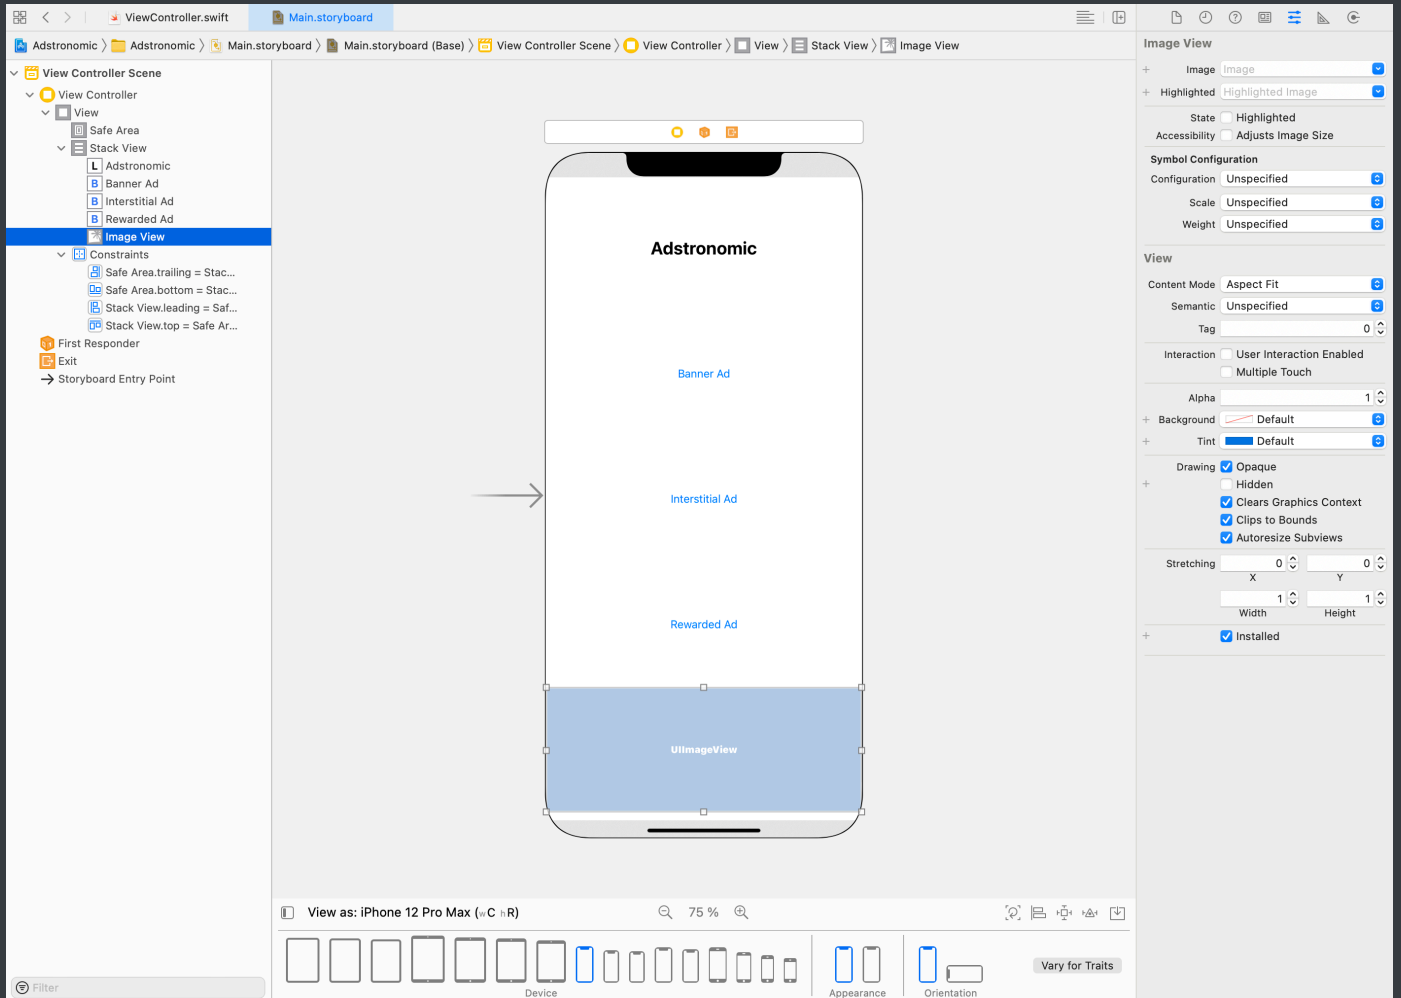 ViewController.swift
Main.storyboard
Adstronomic
Adstronomic
Main.storyboard
Main.storyboard (Base)
View Controller Scene
View Controller
View
Stack View
Image View
View Controller Scene
View Controller
View
Safe Area
Stack View
L Adstronomic
B Banner Ad
B Interstitial Ad
B Rewarded Ad
Image View
Constraints
Safe Area.trailing = Stac...
Safe Area.bottom = Stac...
Stack View.leading = Saf...
Stack View.top = Safe Ar...
First Responder
Exit
Storyboard Entry Point
Filter
Adstronomic
Banner Ad
Interstitial Ad
Rewarded Ad
UIImageView
View as: iPhone 12 Pro Max (wC hR)
75 %
Device
Appearance
Orientation
Vary for Traits
Image View
Image Image
Highlighted Highlighted Image
State Highlighted
Accessibility Adjusts Image Size
Symbol Configuration
Configuration Unspecified
Scale Unspecified
Weight Unspecified
View
Content Mode Aspect Fit
Semantic Unspecified
Tag 0
Interaction User Interaction Enabled
Multiple Touch
Alpha 1
Background Default
Tint Default
Drawing Opaque
Hidden
Clears Graphics Context
Clips to Bounds
Autoresize Subviews
Stretching 0 0
X Y
1 1
Width Height
Installed